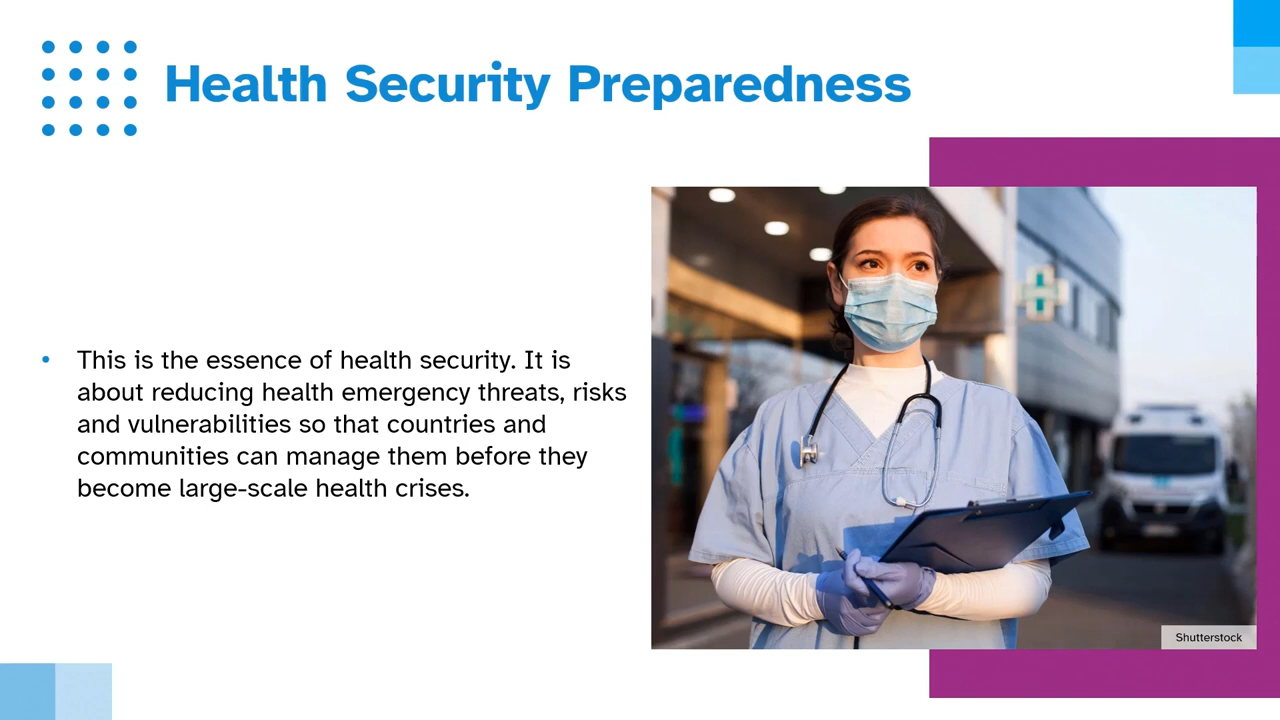 Health Security Preparedness
• This is the essence of health security. It is
about reducing health emergency threats, risks
and vulnerabilities so that countries and
communities can manage them before they
become large-scale health crises.
Shutterstock